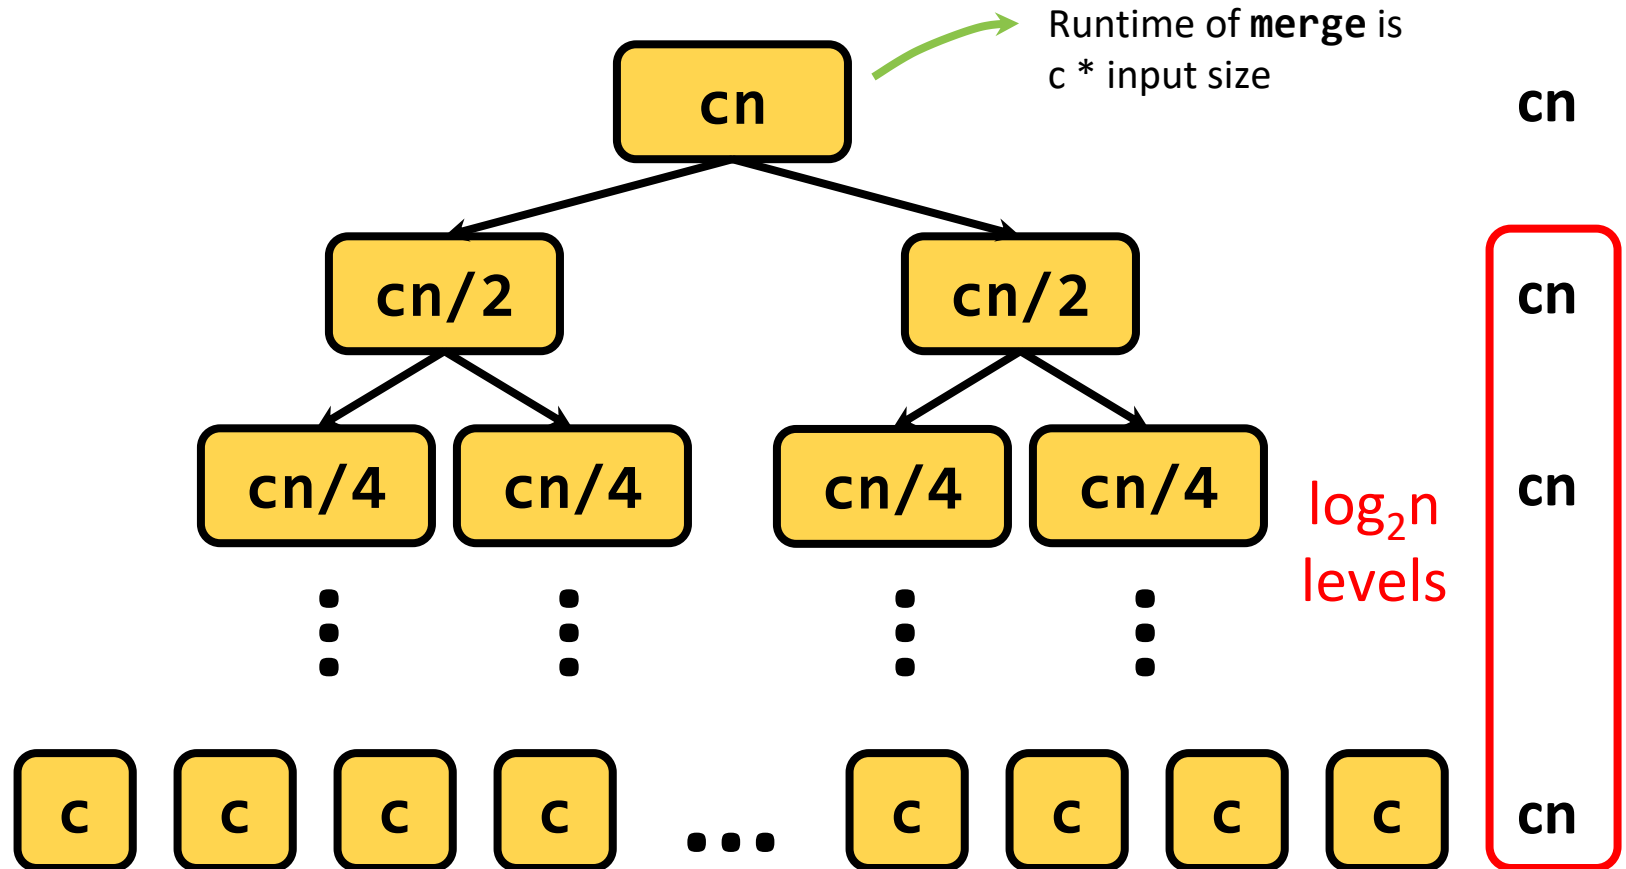 Runtime of merge is
c * input size
cn cn
cn/2 cn/2 cn
cn/4 cn/4 cn/4 cn/4 cn
log₂n
levels
c c c c ... c c c c cn